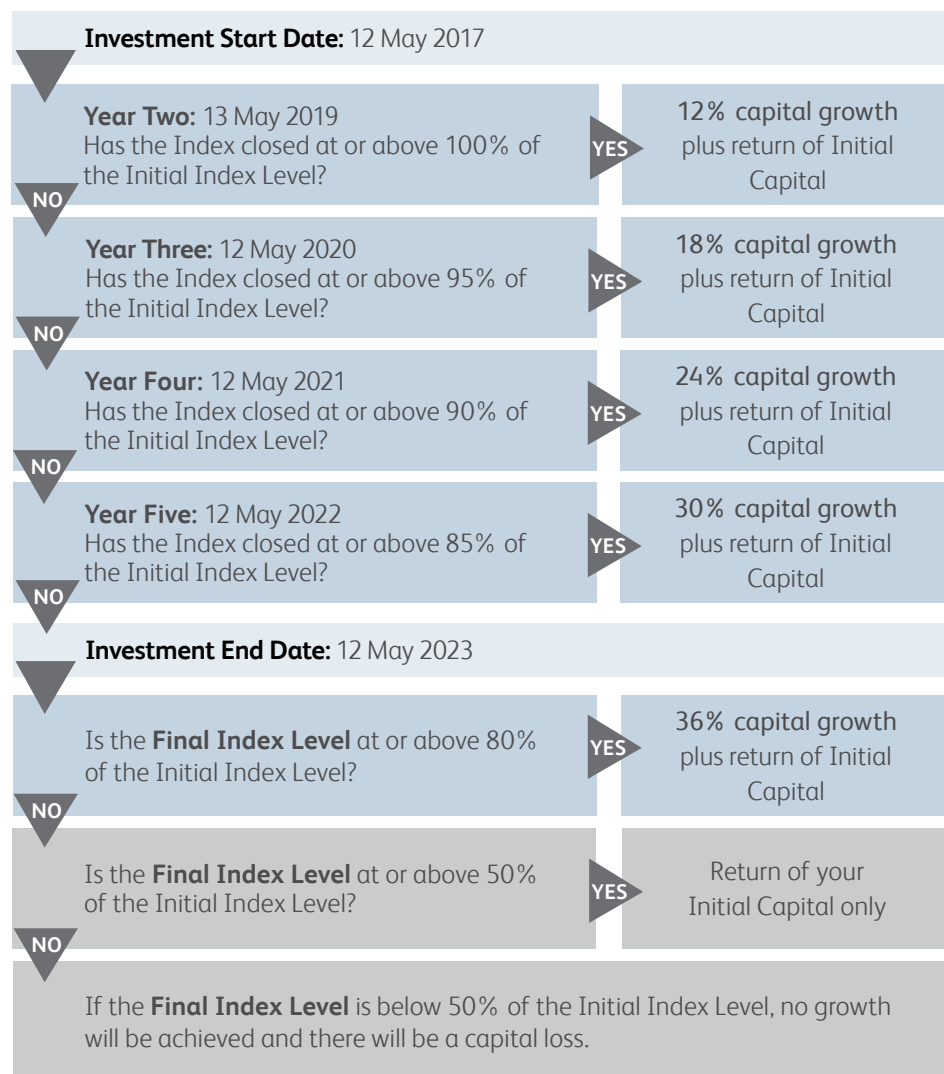 Investment Start Date: 12 May 2017
Year Two: 13 May 2019
Has the Index closed at or above 100% of
the Initial Index Level?
YES
12% capital growth
plus return of Initial
Capital
NO
Year Three: 12 May 2020
Has the Index closed at or above 95% of
the Initial Index Level?
YES
18% capital growth
plus return of Initial
Capital
NO
Year Four: 12 May 2021
Has the Index closed at or above 90% of
the Initial Index Level?
YES
24% capital growth
plus return of Initial
Capital
NO
Year Five: 12 May 2022
Has the Index closed at or above 85% of
the Initial Index Level?
YES
30% capital growth
plus return of Initial
Capital
NO
Investment End Date: 12 May 2023
Is the Final Index Level at or above 80%
of the Initial Index Level?
YES
36% capital growth
plus return of Initial
Capital
NO
Is the Final Index Level at or above 50%
of the Initial Index Level?
YES
Return of your
Initial Capital only
NO
If the Final Index Level is below 50% of the Initial Index Level, no growth
will be achieved and there will be a capital loss.